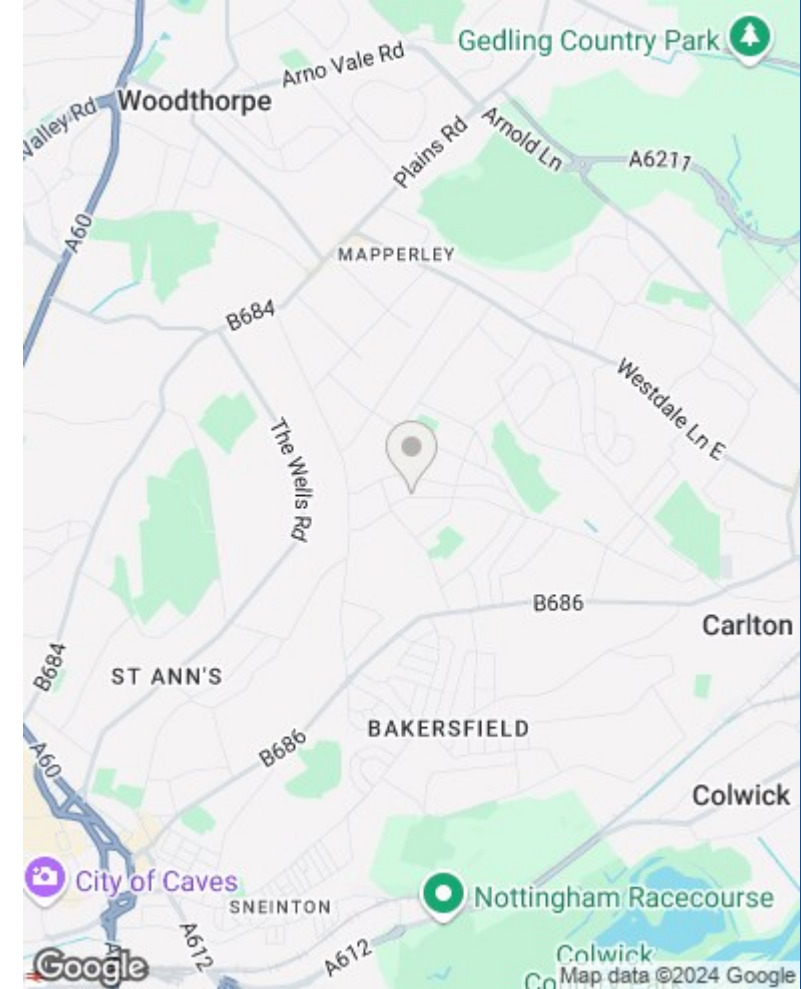 Gedling Country Park
Arno Vale Rd
Woodthorpe
Valley Rd
Plains Rd
Arnold Ln
A6211
A60
MAPPERLEY
B684
Westdale Ln E
The Wells Rd
B686
Carlton
B684
ST ANN'S
BAKERSFIELD
B686
A60
Colwick
City of Caves
Nottingham Racecourse
SNEINTON
A612
A612
Colwick
Google
Map data ©2024 Google